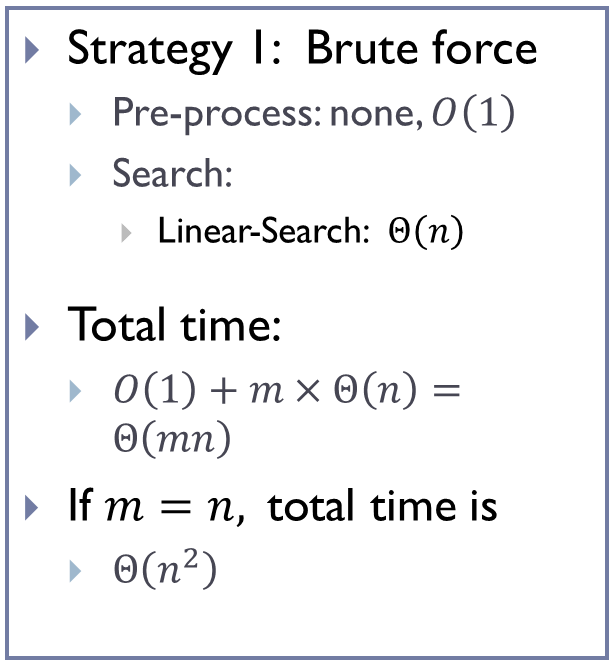 Strategy 1: Brute force
Pre-process: none, O(1)
Search:
Linear-Search: Θ(n)
Total time:
O(1) + m × Θ(n) =
Θ(mn)
If m = n, total time is
Θ(n²)